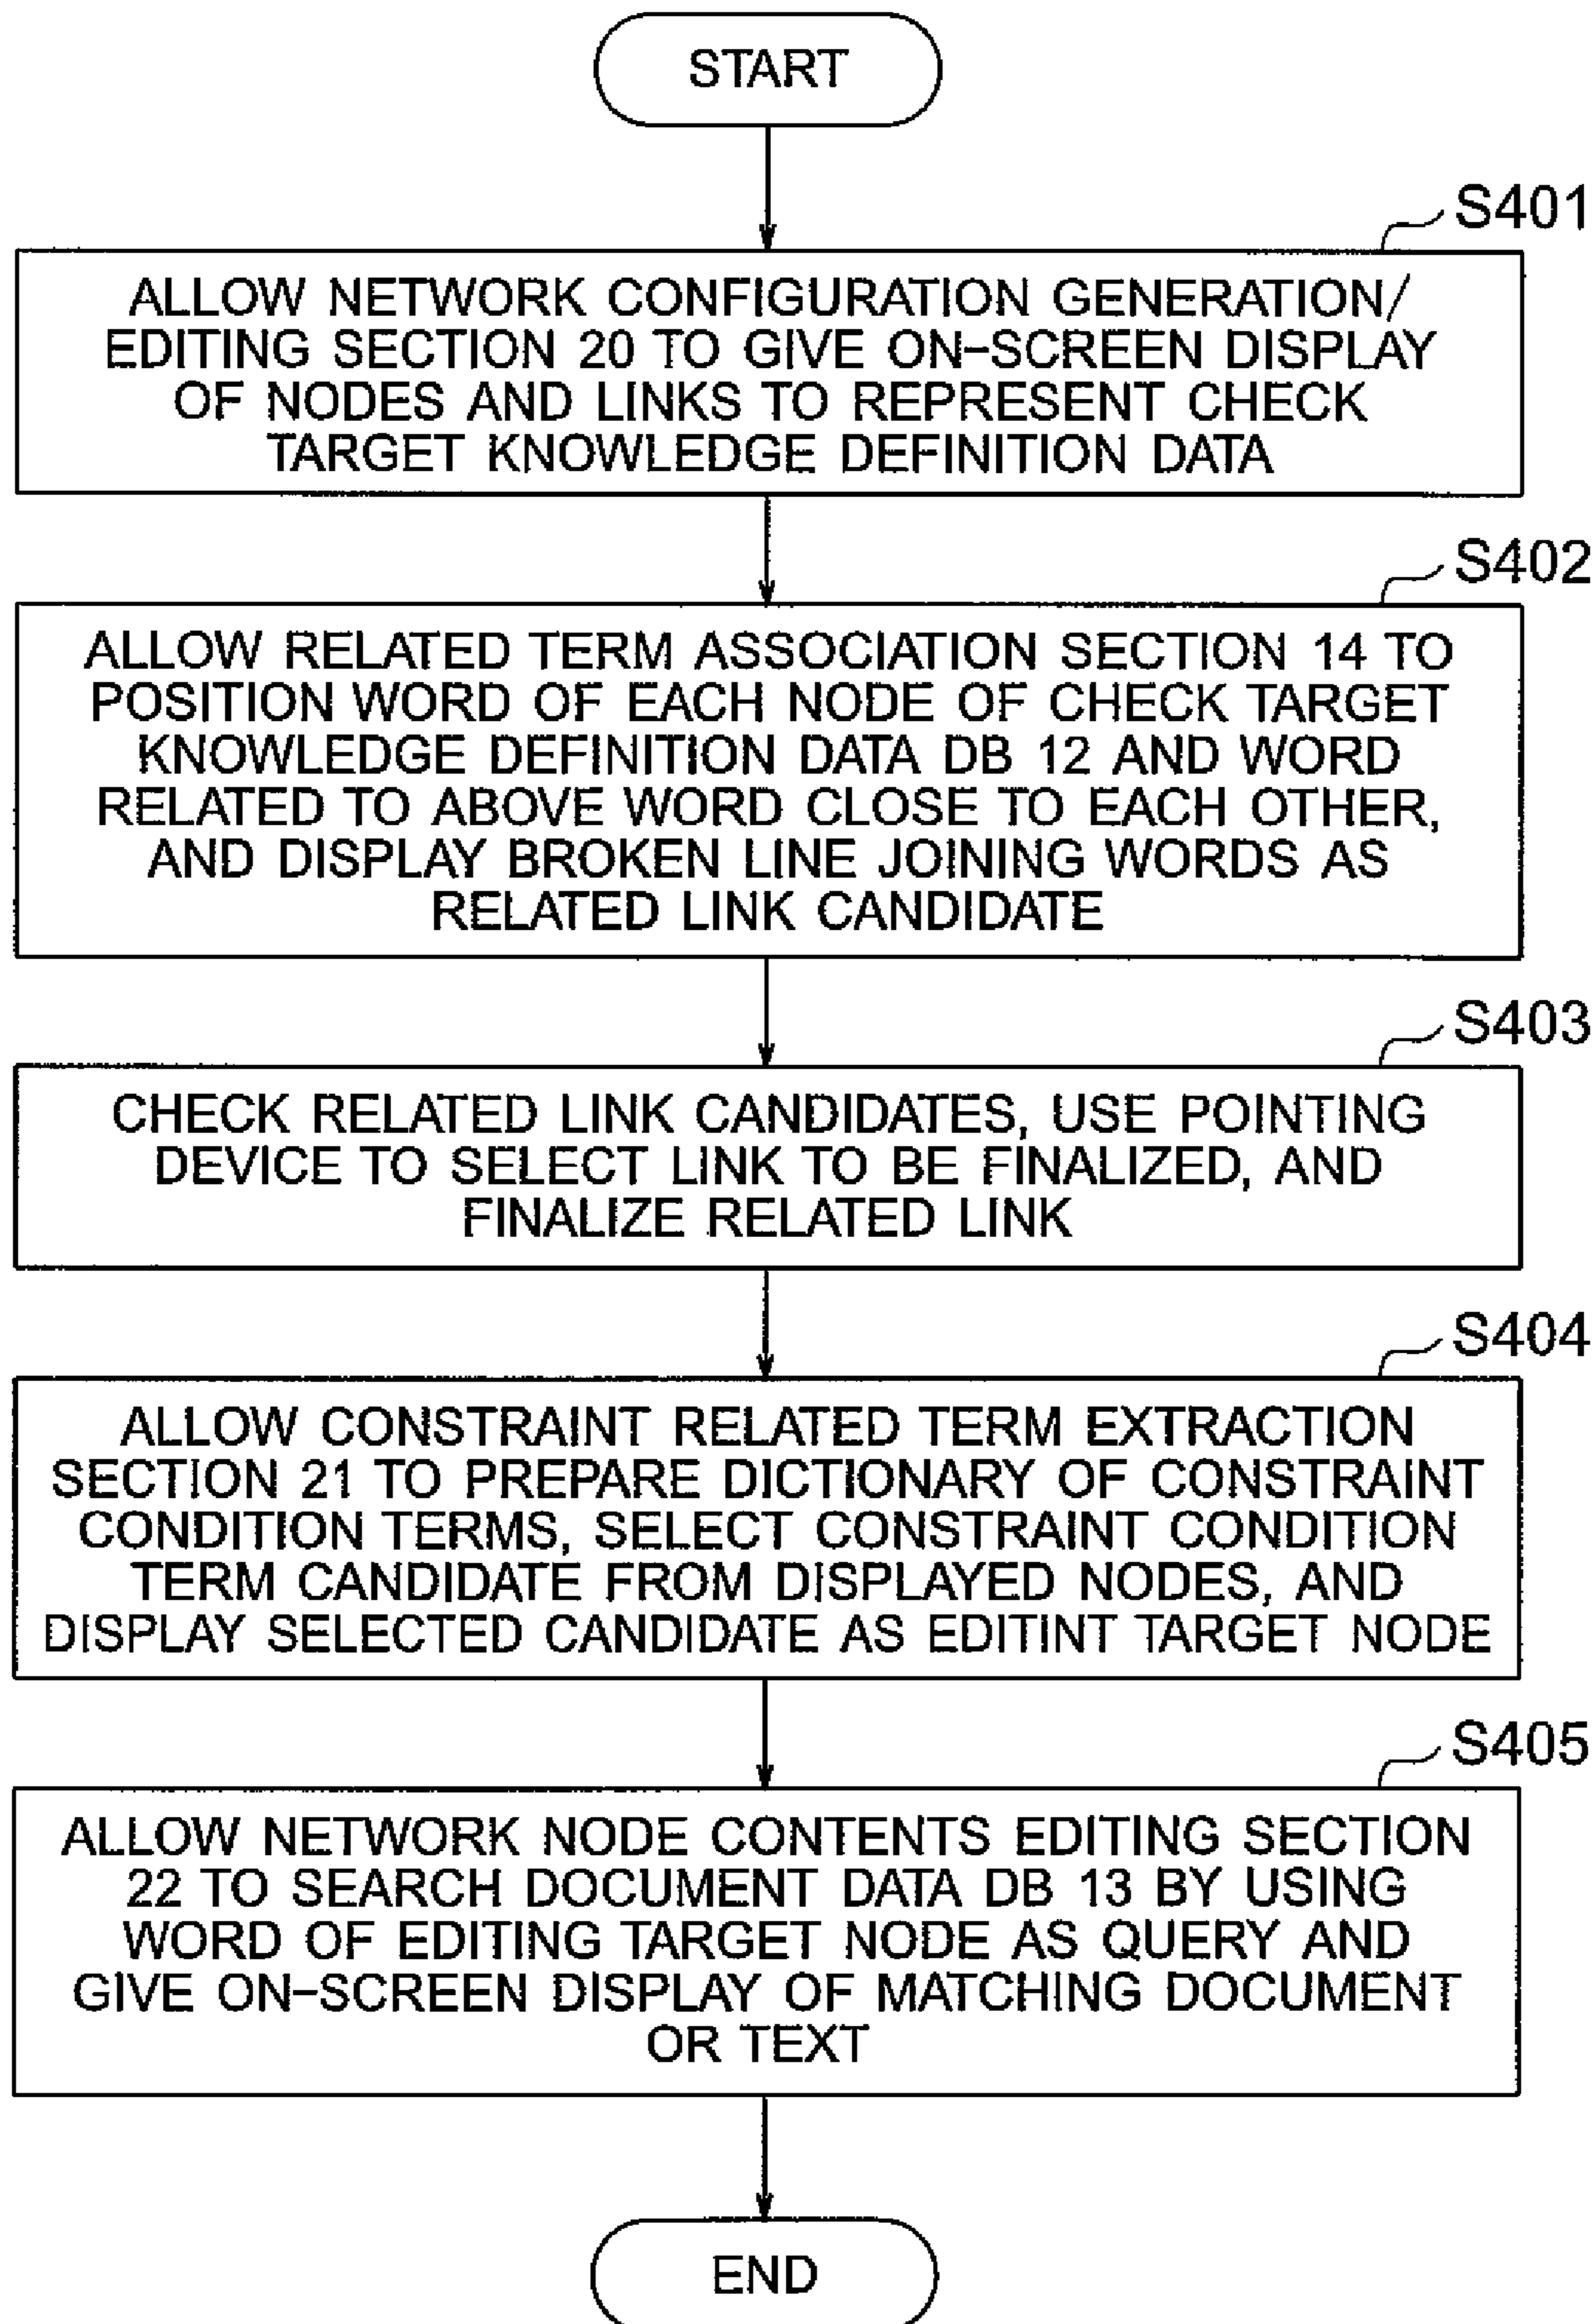 START
S401
ALLOW NETWORK CONFIGURATION GENERATION/
EDITING SECTION 20 TO GIVE ON-SCREEN DISPLAY
OF NODES AND LINKS TO REPRESENT CHECK
TARGET KNOWLEDGE DEFINITION DATA
S402
ALLOW RELATED TERM ASSOCIATION SECTION 14 TO
POSITION WORD OF EACH NODE OF CHECK TARGET
KNOWLEDGE DEFINITION DATA DB 12 AND WORD
RELATED TO ABOVE WORD CLOSE TO EACH OTHER,
AND DISPLAY BROKEN LINE JOINING WORDS AS
RELATED LINK CANDIDATE
S403
CHECK RELATED LINK CANDIDATES, USE POINTING
DEVICE TO SELECT LINK TO BE FINALIZED, AND
FINALIZE RELATED LINK
S404
ALLOW CONSTRAINT RELATED TERM EXTRACTION
SECTION 21 TO PREPARE DICTIONARY OF CONSTRAINT
CONDITION TERMS, SELECT CONSTRAINT CONDITION
TERM CANDIDATE FROM DISPLAYED NODES, AND
DISPLAY SELECTED CANDIDATE AS EDITINT TARGET NODE
S405
ALLOW NETWORK NODE CONTENTS EDITING SECTION
22 TO SEARCH DOCUMENT DATA DB 13 BY USING
WORD OF EDITING TARGET NODE AS QUERY AND
GIVE ON-SCREEN DISPLAY OF MATCHING DOCUMENT
OR TEXT
END